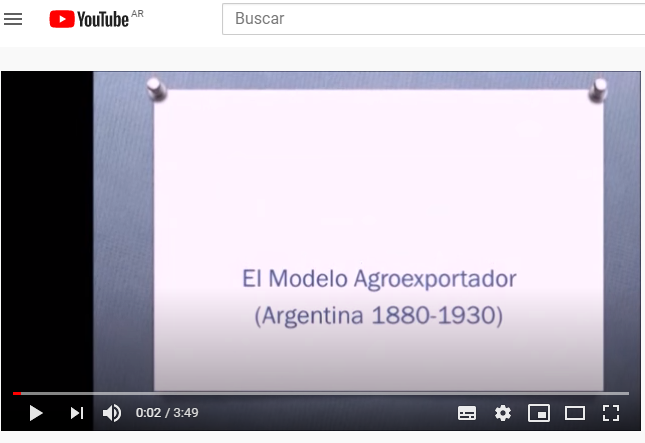 YouTube AR
Buscar
El Modelo Agroexportador
(Argentina 1880-1930)
0:02 / 3:49